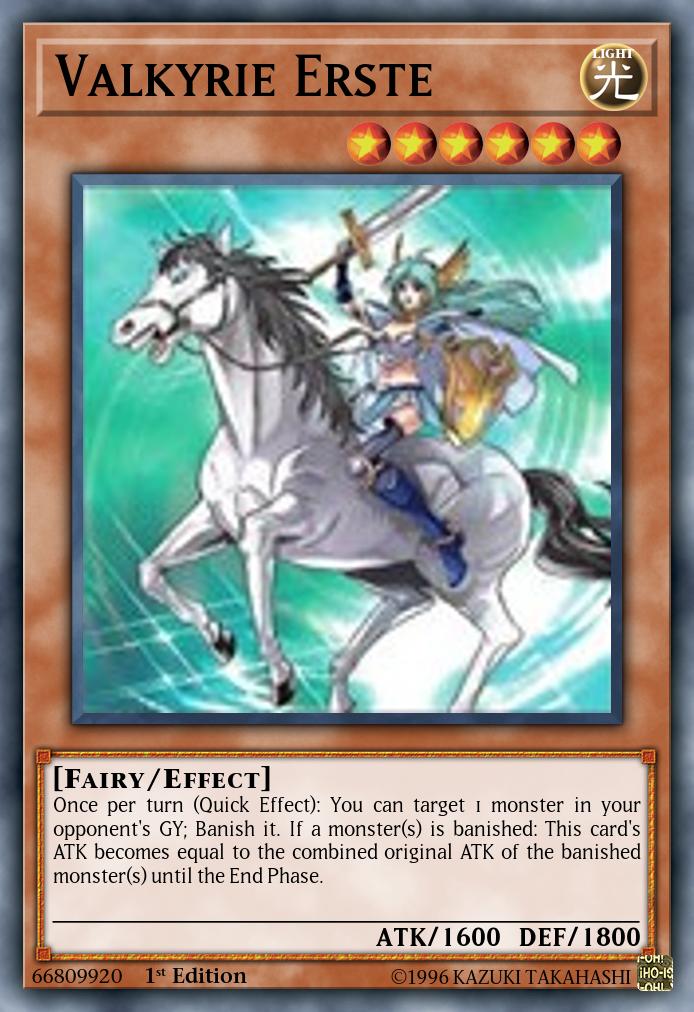 Valkyrie Erste
LIGHT
光
[Fairy/Effect]
Once per turn (Quick Effect): You can target 1 monster in your
opponent's GY; Banish it. If a monster(s) is banished: This card's
ATK becomes equal to the combined original ATK of the banished
monster(s) until the End Phase.
ATK/1600 DEF/1800
66809920 1st Edition ©1996 KAZUKI TAKAHASHI